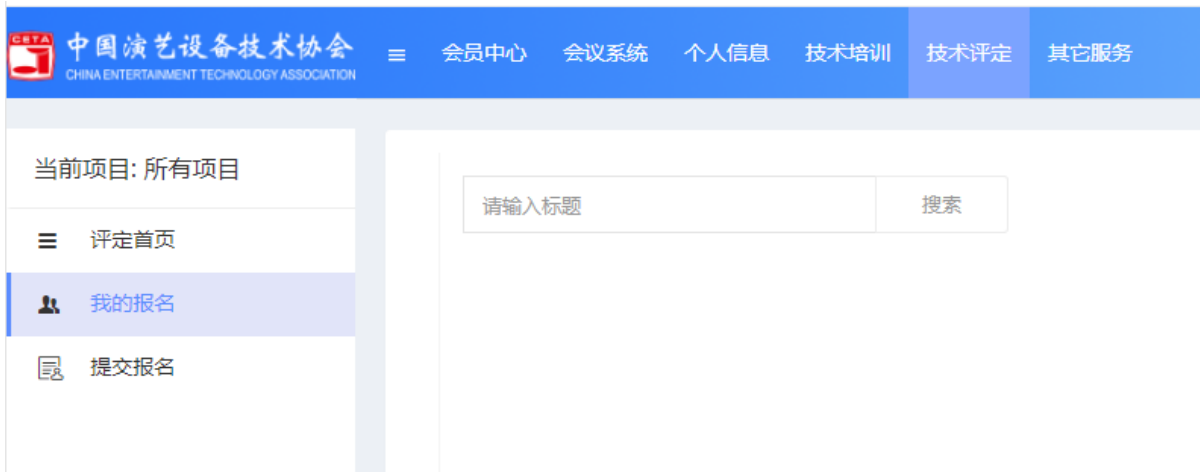 CETA
中国演艺设备技术协会
CHINA ENTERTAINMENT TECHNOLOGY ASSOCIATION
会员中心 会议系统 个人信息 技术培训 技术评定 其它服务
当前项目: 所有项目
评定首页
我的报名
提交报名
请输入标题 搜索